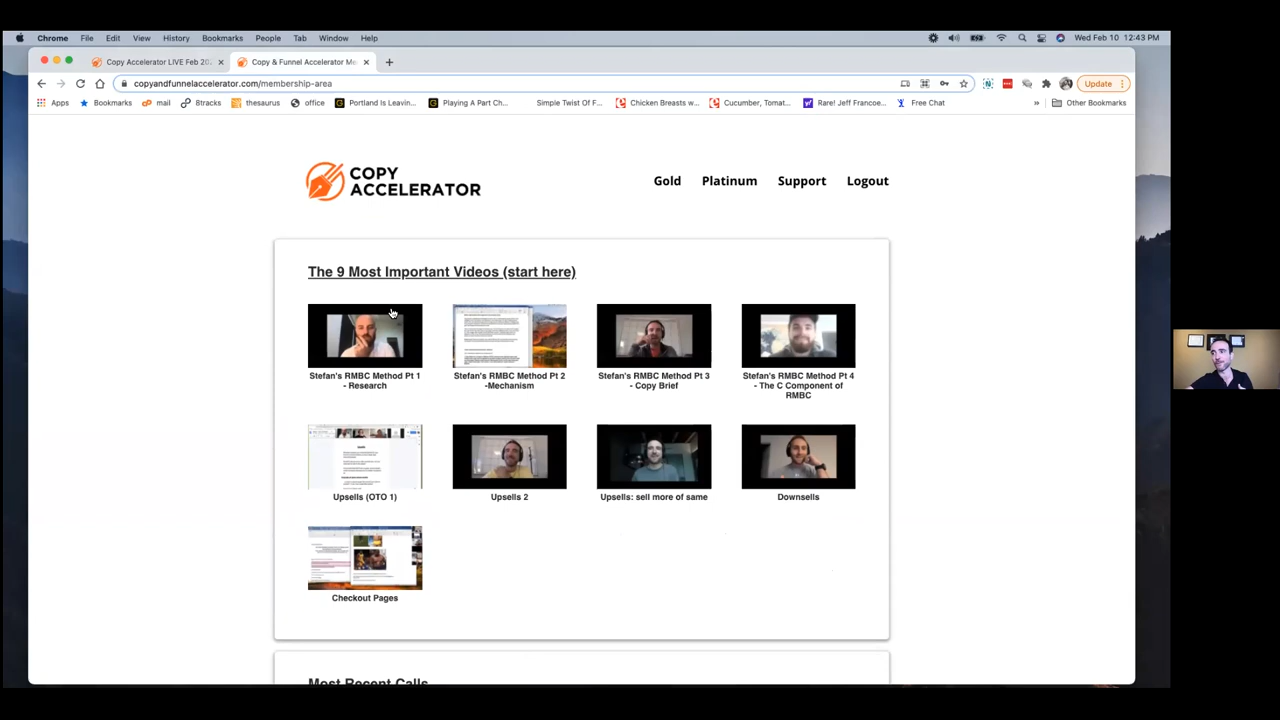 Chrome File Edit View History Bookmarks People Tab Window Help Wed Feb 10 12:43 PM
Copy Accelerator LIVE Feb 202 Copy & Funnel Accelerator Me
copyandfunnelaccelerator.com/membership-area Update
Apps Bookmarks mail 8tracks thesaurus office Portland Is Leavin... Playing A Part Ch... Simple Twist Of F... Chicken Breasts w... Cucumber, Tomat... Rare! Jeff Francoe... Free Chat » Other Bookmarks
COPY
ACCELERATOR
Gold Platinum Support Logout
The 9 Most Important Videos (start here)
Stefan's RMBC Method Pt 1
- Research
Stefan's RMBC Method Pt 2
-Mechanism
Stefan's RMBC Method Pt 3
- Copy Brief
Stefan's RMBC Method Pt 4
- The C Component of
RMBC
Upsells (OTO 1)
Upsells 2
Upsells: sell more of same
Downsells
Checkout Pages
Most Recent Calls